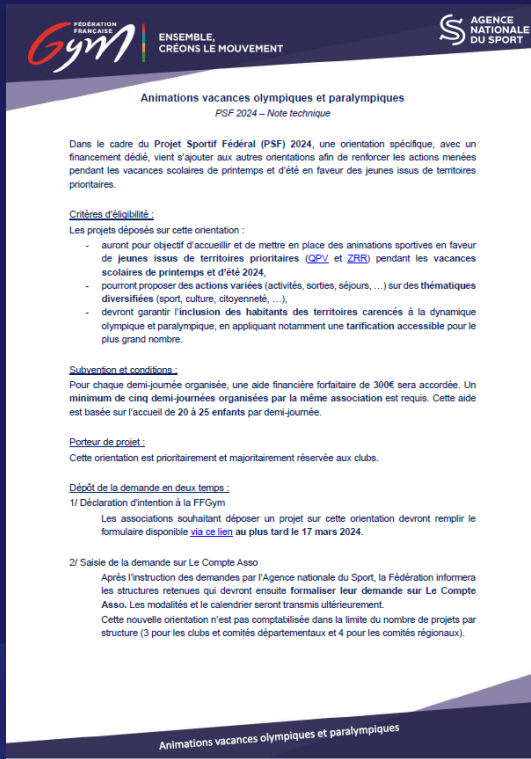 FÉDÉRATION
FRANÇAISE
Gym
ENSEMBLE,
CRÉONS LE MOUVEMENT
AGENCE
NATIONALE
DU SPORT
Animations vacances olympiques et paralympiques
PSF 2024 – Note technique
Dans le cadre du Projet Sportif Fédéral (PSF) 2024, une orientation spécifique, avec un
financement dédié, vient s'ajouter aux autres orientations afin de renforcer les actions menées
pendant les vacances scolaires de printemps et d'été en faveur des jeunes issus de territoires
prioritaires.
Critères d'éligibilité :
Les projets déposés sur cette orientation :
- auront pour objectif d'accueillir et de mettre en place des animations sportives en faveur
de jeunes issus de territoires prioritaires (QPV et ZRR) pendant les vacances
scolaires de printemps et d'été 2024,
- pourront proposer des actions variées (activités, sorties, séjours, …) sur des thématiques
diversifiées (sport, culture, citoyenneté, …),
- devront garantir l'inclusion des habitants des territoires carencés à la dynamique
olympique et paralympique, en appliquant notamment une tarification accessible pour le
plus grand nombre.
Subvention et conditions :
Pour chaque demi-journée organisée, une aide financière forfaitaire de 300€ sera accordée. Un
minimum de cinq demi-journées organisées par la même association est requis. Cette aide
est basée sur l'accueil de 20 à 25 enfants par demi-journée.
Porteur de projet :
Cette orientation est prioritairement et majoritairement réservée aux clubs.
Dépôt de la demande en deux temps :
1/ Déclaration d'intention à la FFGym
Les associations souhaitant déposer un projet sur cette orientation devront remplir le
formulaire disponible via ce lien au plus tard le 17 mars 2024.
2/ Saisie de la demande sur Le Compte Asso
Après l'instruction des demandes par l'Agence nationale du Sport, la Fédération informera
les structures retenues qui devront ensuite formaliser leur demande sur Le Compte
Asso. Les modalités et le calendrier seront transmis ultérieurement.
Cette nouvelle orientation n'est pas comptabilisée dans la limite du nombre de projets par
structure (3 pour les clubs et comités départementaux et 4 pour les comités régionaux).
Animations vacances olympiques et paralympiques